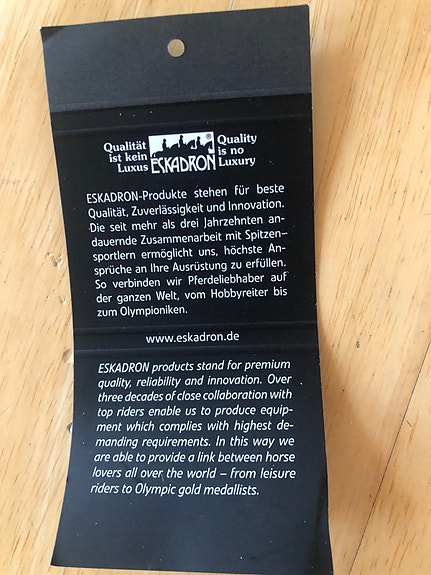 Qualität
ist kein
Luxus
ESKADRON®
Quality
is no
Luxury
ESKADRON-Produkte stehen für beste
Qualität, Zuverlässigkeit und Innovation.
Die seit mehr als drei Jahrzehnten an-
dauernde Zusammenarbeit mit Spitzen-
sportlern ermöglicht uns, höchste An-
sprüche an Ihre Ausrüstung zu erfüllen.
So verbinden wir Pferdeliebhaber auf
der ganzen Welt, vom Hobbyreiter bis
zum Olympioniken.
www.eskadron.de
ESKADRON products stand for premium
quality, reliability and innovation. Over
three decades of close collaboration with
top riders enable us to produce equip-
ment which complies with highest de-
manding requirements. In this way we
are able to provide a link between horse
lovers all over the world – from leisure
riders to Olympic gold medallists.